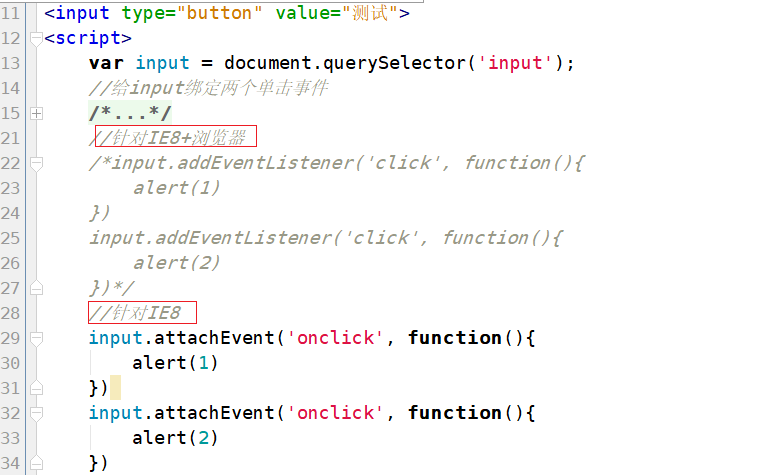 11 <input type="button" value="测试">
12 <script>
13 var input = document.querySelector('input');
14 //给input绑定两个单击事件
15 /*...*/
21 //针对IE8+浏览器
22 /*input.addEventListener('click', function(){
23 alert(1)
24 })
25 input.addEventListener('click', function(){
26 alert(2)
27 })*/
28 //针对IE8
29 input.attachEvent('onclick', function(){
30 alert(1)
31 })
32 input.attachEvent('onclick', function(){
33 alert(2)
34 })